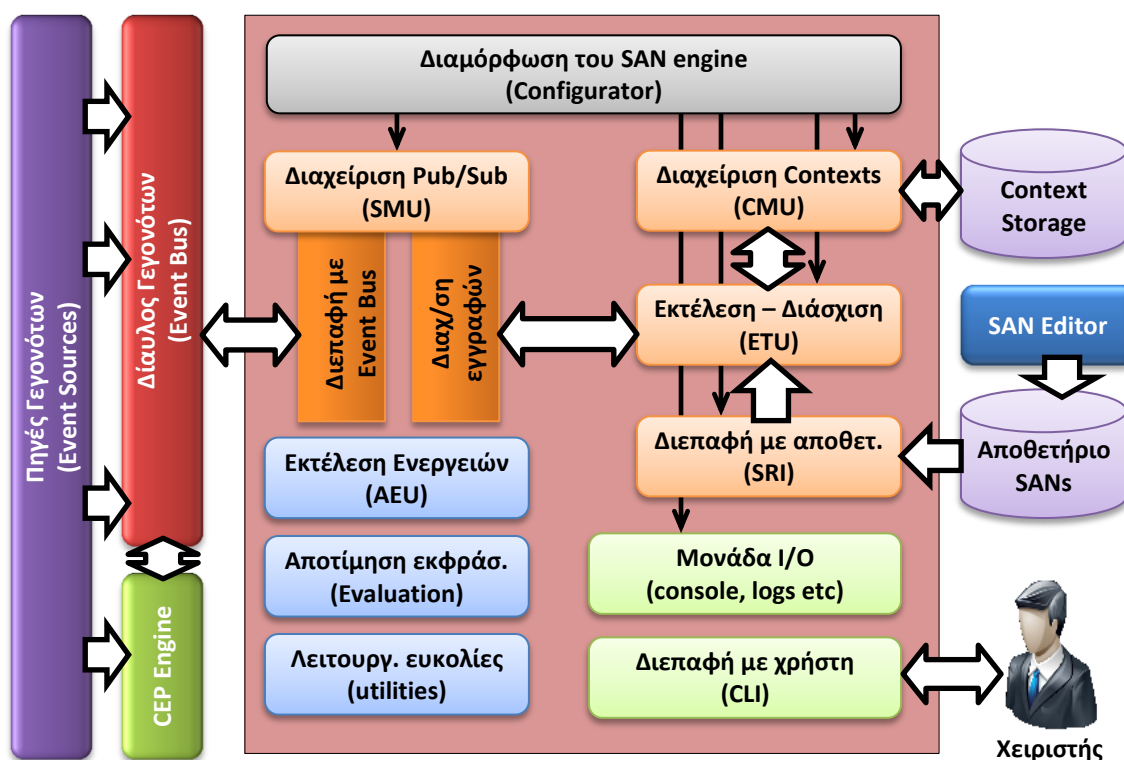 Πηγές Γεγονότων
(Event Sources)
Δίαυλος Γεγονότων
(Event Bus)
CEP Engine
Διαμόρφωση του SAN engine
(Configurator)
Διαχείριση Pub/Sub
(SMU)
Διεπαφή με
Event Bus
Διαχ/ση
εγγραφών
Εκτέλεση Ενεργειών
(AEU)
Αποτίμηση εκφράσ.
(Evaluation)
Λειτουργ. ευκολίες
(utilities)
Διαχείριση Contexts
(CMU)
Εκτέλεση – Διάσχιση
(ETU)
Διεπαφή με αποθετ.
(SRI)
Μονάδα I/O
(console, logs etc)
Διεπαφή με χρήστη
(CLI)
Context
Storage
SAN Editor
Αποθετήριο
SANs
Χειριστής